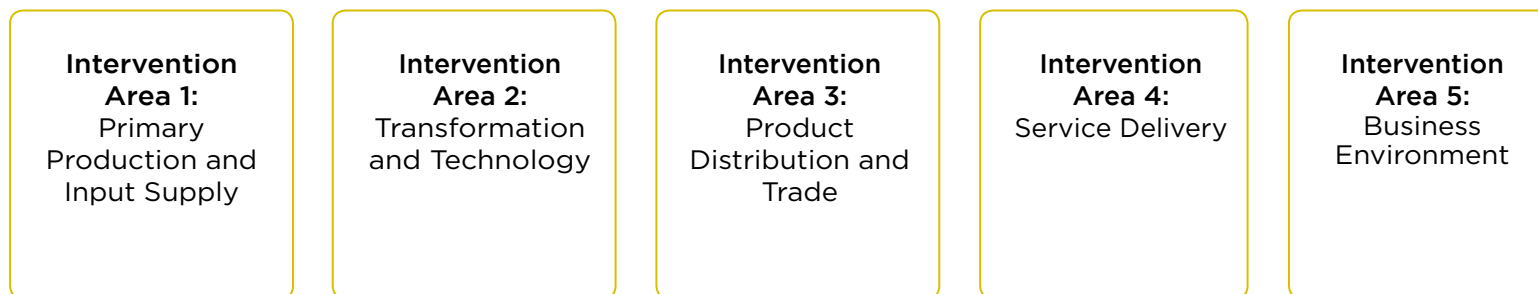 Intervention
Area 1:
Primary
Production and
Input Supply
Intervention
Area 2:
Transformation
and Technology
Intervention
Area 3:
Product
Distribution and
Trade
Intervention
Area 4:
Service Delivery
Intervention
Area 5:
Business
Environment